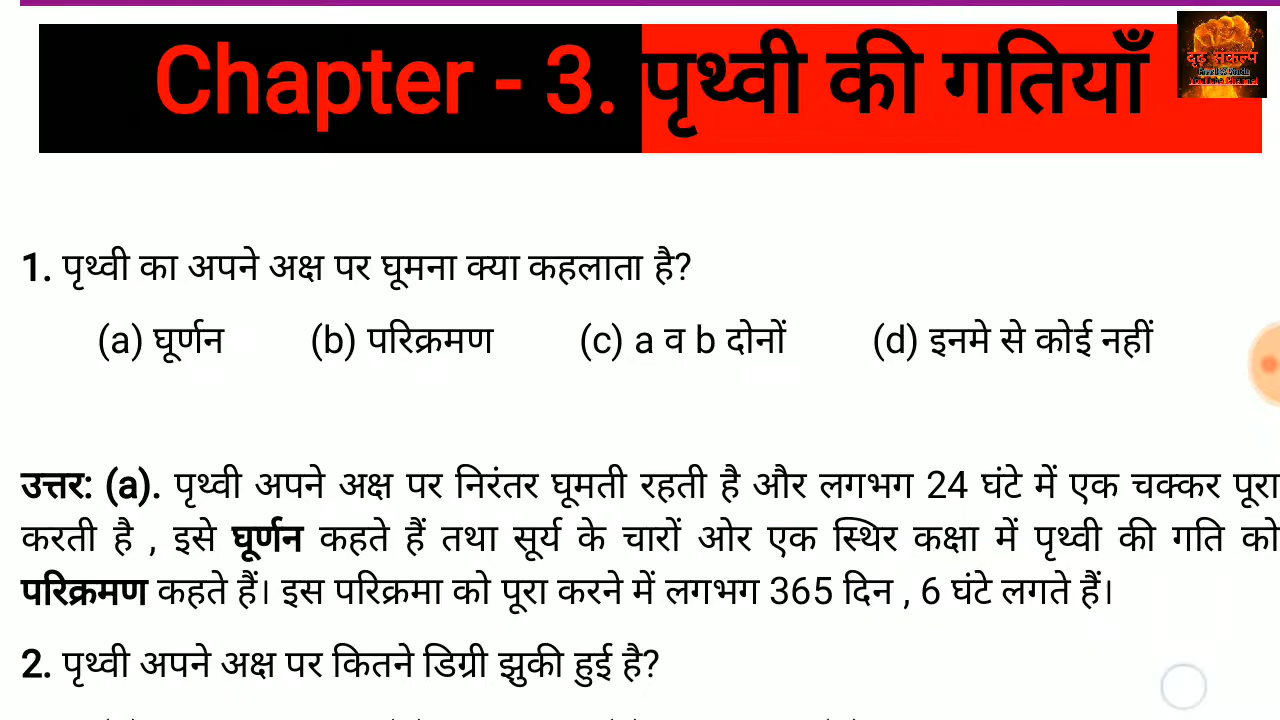 Chapter - 3. पृथ्वी की गतियाँ
दृढ़ संकल्प
1. पृथ्वी का अपने अक्ष पर घूमना क्या कहलाता है?
(a) घूर्णन (b) परिक्रमण (c) a व b दोनों (d) इनमे से कोई नहीं
उत्तर: (a). पृथ्वी अपने अक्ष पर निरंतर घूमती रहती है और लगभग 24 घंटे में एक चक्कर पूरा
करती है , इसे घूर्णन कहते हैं तथा सूर्य के चारों ओर एक स्थिर कक्षा में पृथ्वी की गति को
परिक्रमण कहते हैं। इस परिक्रमा को पूरा करने में लगभग 365 दिन , 6 घंटे लगते हैं।
2. पृथ्वी अपने अक्ष पर कितने डिग्री झुकी हुई है?